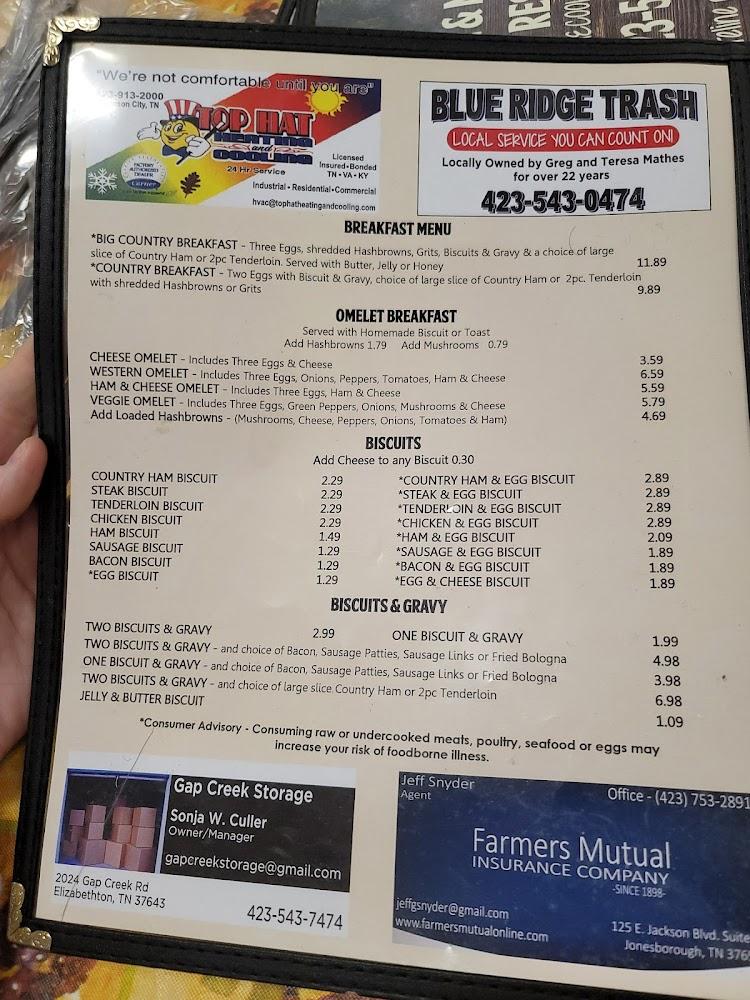 "We're not comfortable until you are"
TOP HAT
HEATING
and
COOLING
24 Hr. Service
FACTORY
AUTHORIZED
DEALER
Carrier
Licensed
Insured•Bonded
TN•VA•KY
Industrial•Residential•Commercial
hvac@tophatheatingandcooling.com
BLUE RIDGE TRASH
LOCAL SERVICE YOU CAN COUNT ON!
Locally Owned by Greg and Teresa Mathes
for over 22 years
423-543-0474
BREAKFAST MENU
*BIG COUNTRY BREAKFAST - Three Eggs, shredded Hashbrowns, Grits, Biscuits & Gravy & a choice of large
slice of Country Ham or 2pc Tenderloin. Served with Butter, Jelly or Honey 11.89
*COUNTRY BREAKFAST - Two Eggs with Biscuit & Gravy, choice of large slice of Country Ham or 2pc. Tenderloin
with shredded Hashbrowns or Grits 9.89
OMELET BREAKFAST
Served with Homemade Biscuit or Toast
Add Hashbrowns 1.79 Add Mushrooms 0.79
CHEESE OMELET - Includes Three Eggs & Cheese 3.59
WESTERN OMELET - Includes Three Eggs, Onions, Peppers, Tomatoes, Ham & Cheese 6.59
HAM & CHEESE OMELET - Includes Three Eggs, Ham & Cheese 5.59
VEGGIE OMELET - Includes Three Eggs, Green Peppers, Onions, Mushrooms & Cheese 5.79
Add Loaded Hashbrowns - (Mushrooms, Cheese, Peppers, Onions, Tomatoes & Ham) 4.69
BISCUITS
Add Cheese to any Biscuit 0.30
COUNTRY HAM BISCUIT 2.29 *COUNTRY HAM & EGG BISCUIT 2.89
STEAK BISCUIT 2.29 *STEAK & EGG BISCUIT 2.89
TENDERLOIN BISCUIT 2.29 *TENDERLOIN & EGG BISCUIT 2.89
CHICKEN BISCUIT 2.29 *CHICKEN & EGG BISCUIT 2.89
HAM BISCUIT 1.49 *HAM & EGG BISCUIT 2.09
SAUSAGE BISCUIT 1.29 *SAUSAGE & EGG BISCUIT 1.89
BACON BISCUIT 1.29 *BACON & EGG BISCUIT 1.89
*EGG BISCUIT 1.29 *EGG & CHEESE BISCUIT 1.89
BISCUITS & GRAVY
TWO BISCUITS & GRAVY 2.99 ONE BISCUIT & GRAVY 1.99
TWO BISCUITS & GRAVY - and choice of Bacon, Sausage Patties, Sausage Links or Fried Bologna 4.98
ONE BISCUIT & GRAVY - and choice of Bacon, Sausage Patties, Sausage Links or Fried Bologna 3.98
TWO BISCUITS & GRAVY - and choice of large slice Country Ham or 2pc Tenderloin 6.98
JELLY & BUTTER BISCUIT 1.09
*Consumer Advisory - Consuming raw or undercooked meats, poultry, seafood or eggs may
increase your risk of foodborne illness.
Gap Creek Storage
Sonja W. Culler
Owner/Manager
gapcreekstorage@gmail.com
2024 Gap Creek Rd
Elizabethton, TN 37643
423-543-7474
Jeff Snyder
Agent
Office - (423) 753-2891
Farmers Mutual
INSURANCE COMPANY
-SINCE 1898-
jeffgsnyder@gmail.com
www.farmersmutualonline.com
125 E. Jackson Blvd. Suite
Jonesborough, TN